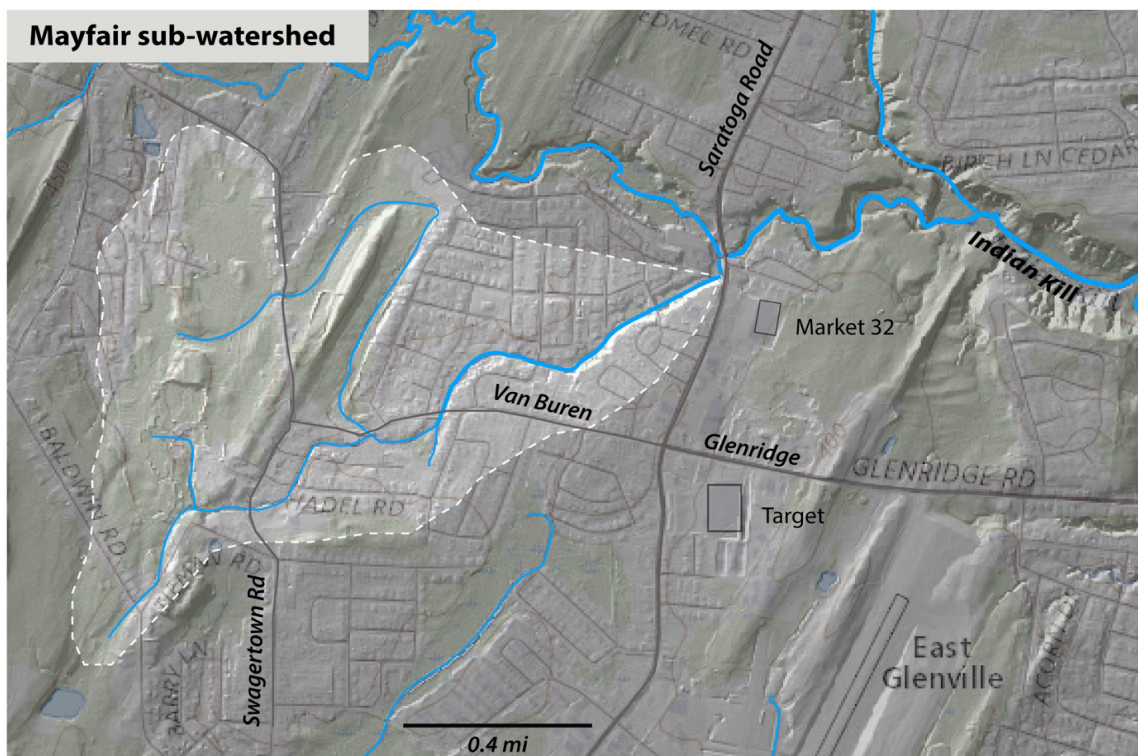 Mayfair sub-watershed
EDMEL RD
Saratoga Road
BIRCH LN CEDAR
Indian Kill
Market 32
Van Buren
Glenridge
400
GLENRIDGE RD
BALDWIN RD
HADEL RD
Target
Swagertown Rd
BARRY LN
East
Glenville
0.4 mi